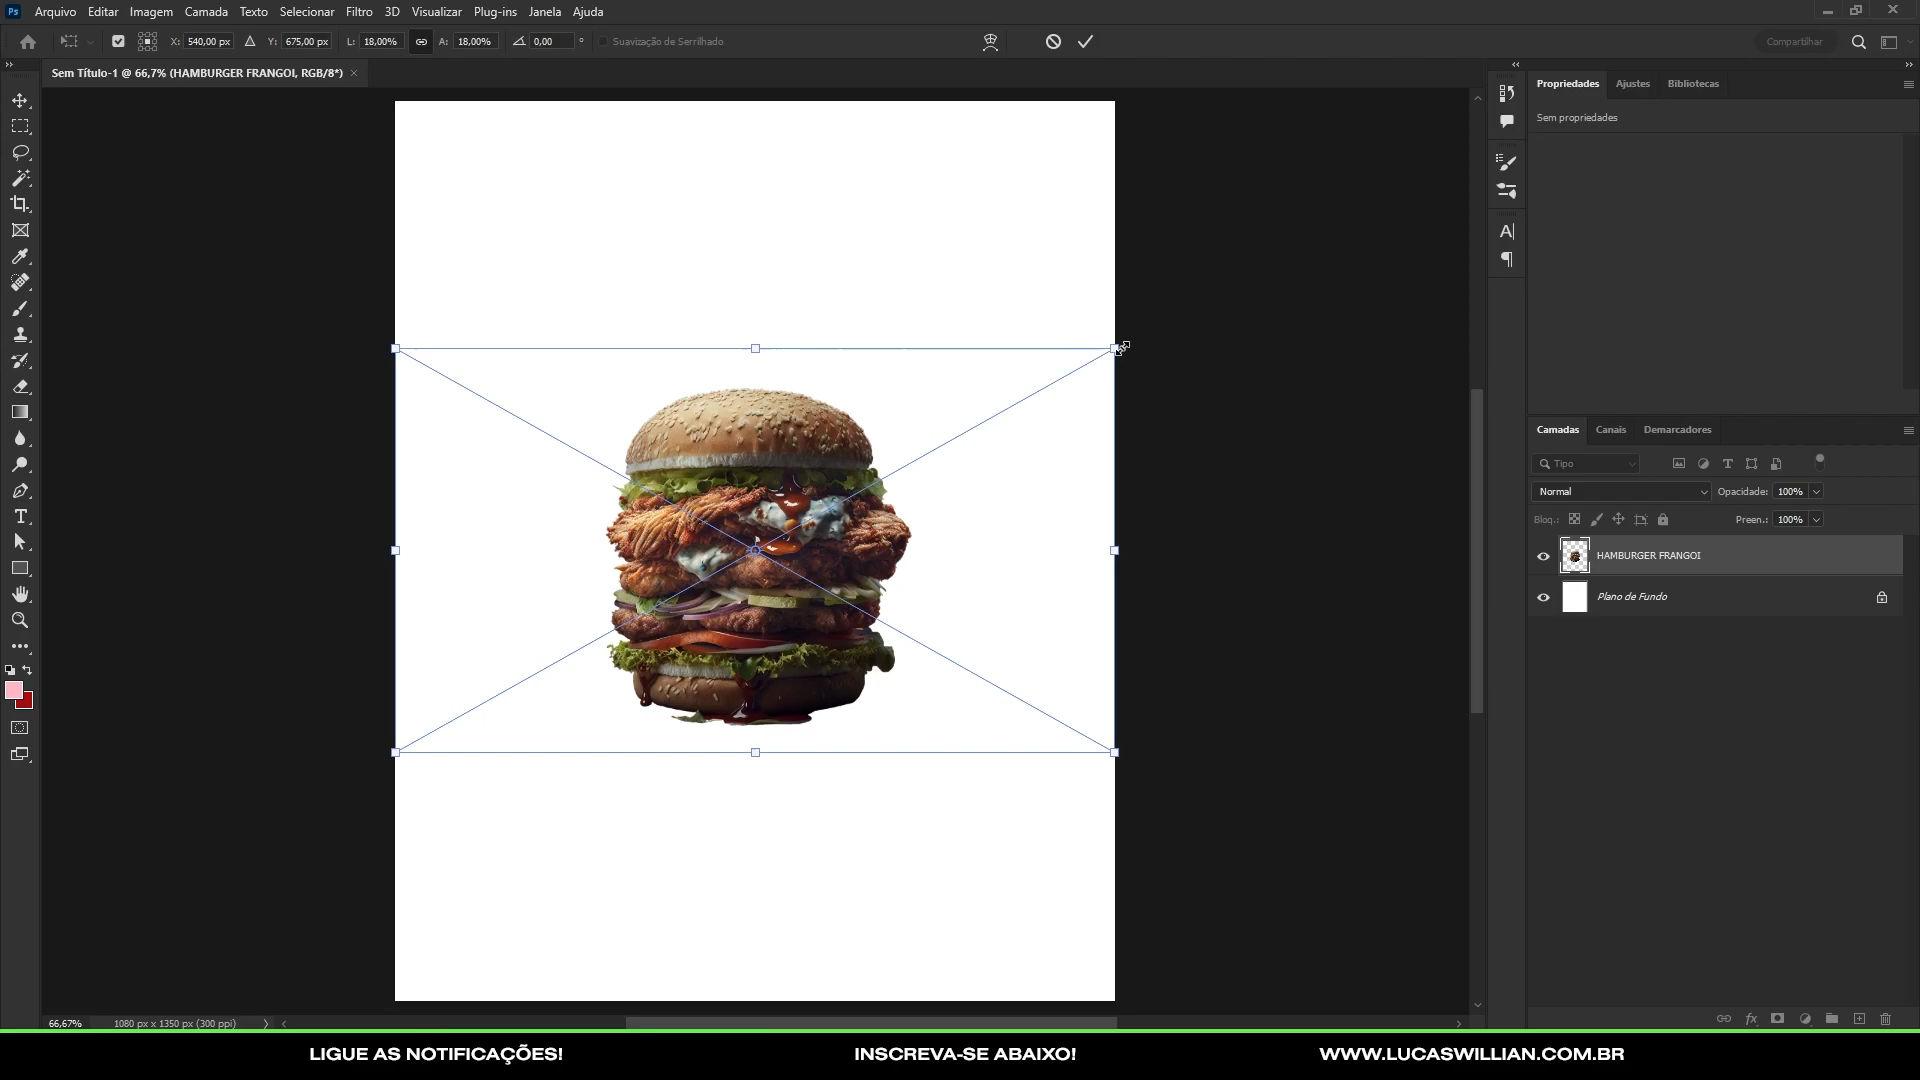 Ps Arquivo Editar Imagem Camada Texto Selecionar Filtro 3D Visualizar Plug-ins Janela Ajuda
X: 540,00 px Y: 675,00 px L: 18,00% A: 18,00% 0,00 ° Suavização de Serrilhado Compartilhar
Sem Título-1 @ 66,7% (HAMBURGER FRANGOI, RGB/8*) ×
Propriedades Ajustes Bibliotecas
Sem propriedades
Camadas Canais Demarcadores
Tipo
Normal Opacidade: 100%
Bloq.: Preen.: 100%
HAMBURGER FRANGOI
Plano de Fundo
66,67% 1080 px x 1350 px (300 ppi)
LIGUE AS NOTIFICAÇÕES! INSCREVA-SE ABAIXO! WWW.LUCASWILLIAN.COM.BR